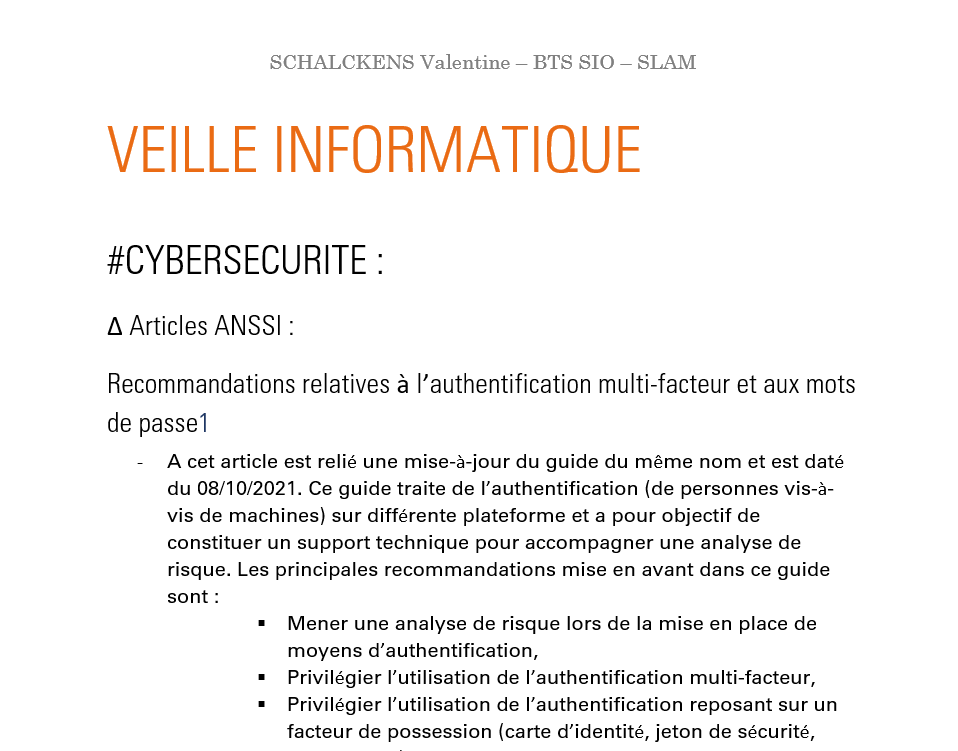 SCHALCKENS Valentine – BTS SIO – SLAM
VEILLE INFORMATIQUE
#CYBERSECURITE :
Δ Articles ANSSI :
Recommandations relatives à l’authentification multi-facteur et aux mots
de passe1
- A cet article est relié une mise-à-jour du guide du même nom et est daté
du 08/10/2021. Ce guide traite de l’authentification (de personnes vis-à-
vis de machines) sur différente plateforme et a pour objectif de
constituer un support technique pour accompagner une analyse de
risque. Les principales recommandations mise en avant dans ce guide
sont :
▪ Mener une analyse de risque lors de la mise en place de
moyens d’authentification,
▪ Privilégier l’utilisation de l’authentification multi-facteur,
▪ Privilégier l’utilisation de l’authentification reposant sur un
facteur de possession (carte d’identité, jeton de sécurité,